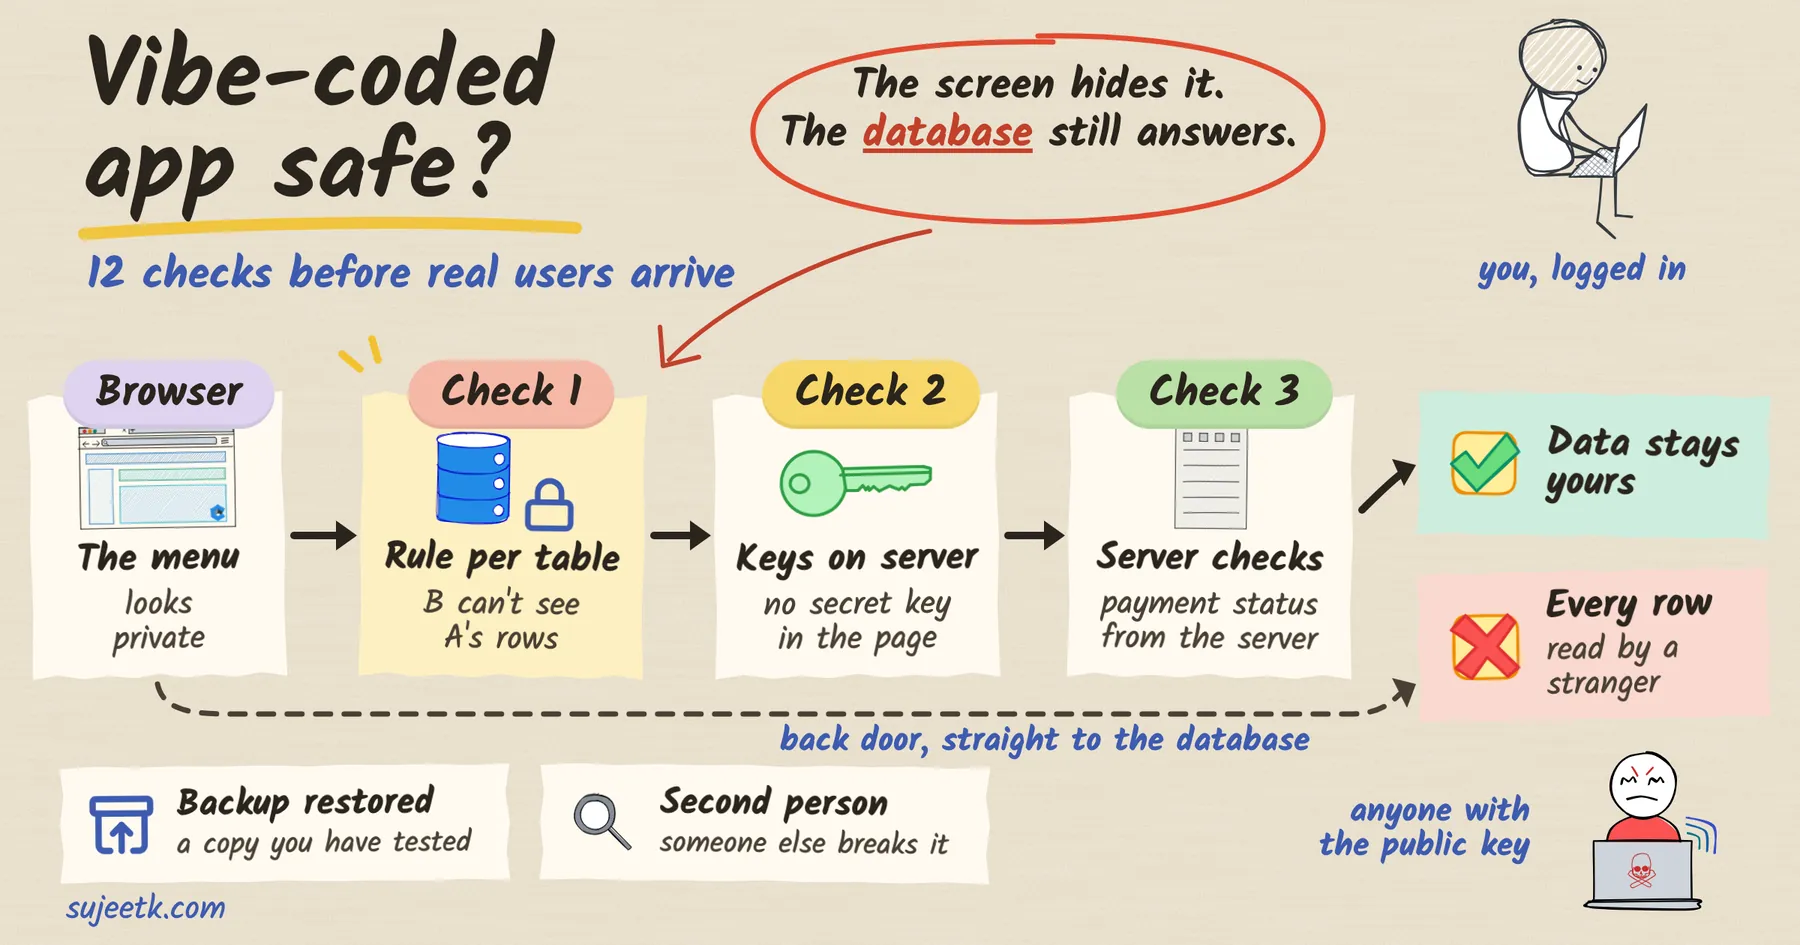 Vibe-coded
app safe?
12 checks before real users arrive
The screen hides it.
The database still answers.
you, logged in
Browser
The menu
looks
private
Check 1
Rule per table
B can't see
A's rows
Check 2
Keys on server
no secret key
in the page
Check 3
Server checks
payment status
from the server
Data stays
yours
Every row
read by a
stranger
back door, straight to the database
Backup restored
a copy you have tested
Second person
someone else breaks it
anyone with
the public key
sujeetk.com